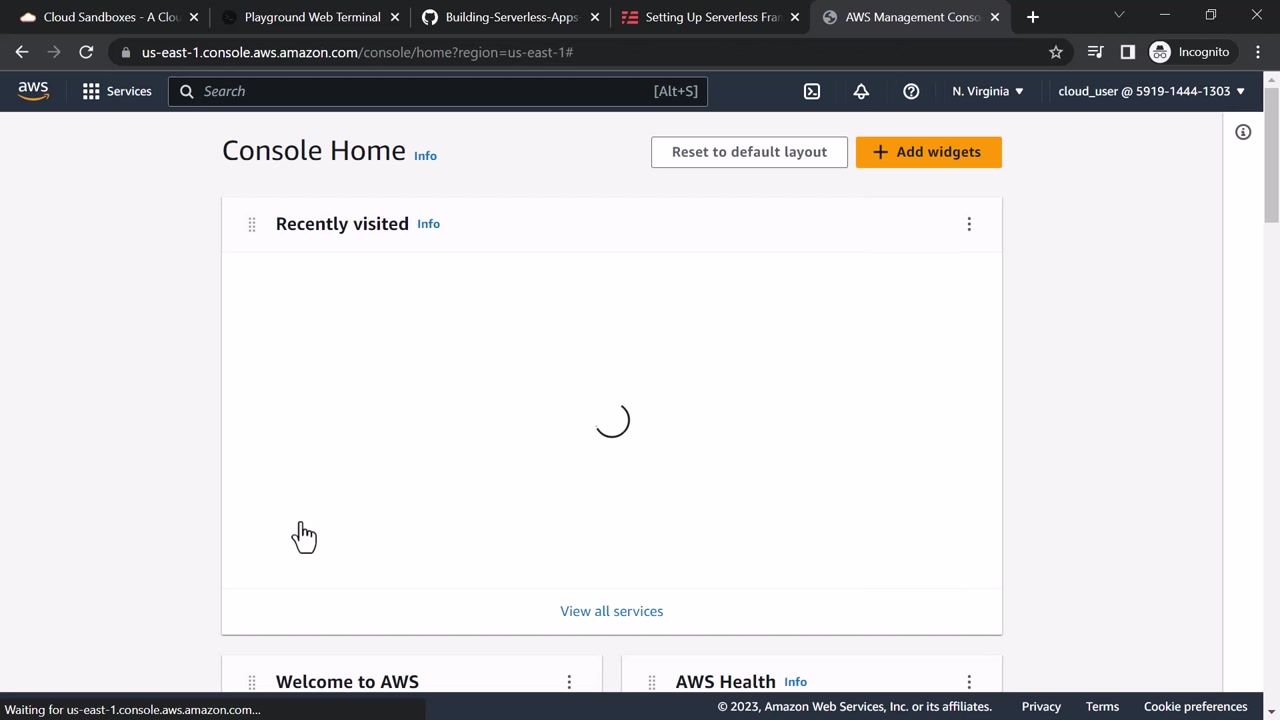 Cloud Sandboxes - A Clou
Playground Web Terminal
Building-Serverless-Apps-
Setting Up Serverless Fran
AWS Management Conso
us-east-1.console.aws.amazon.com/console/home?region=us-east-1#
Incognito
aws
Services
Search
[Alt+S]
N. Virginia
cloud_user @ 5919-1444-1303
Console Home Info
Reset to default layout
Add widgets
Recently visited Info
View all services
Welcome to AWS
AWS Health Info
Waiting for us-east-1.console.aws.amazon.com...
© 2023, Amazon Web Services, Inc. or its affiliates.
Privacy
Terms
Cookie preferences